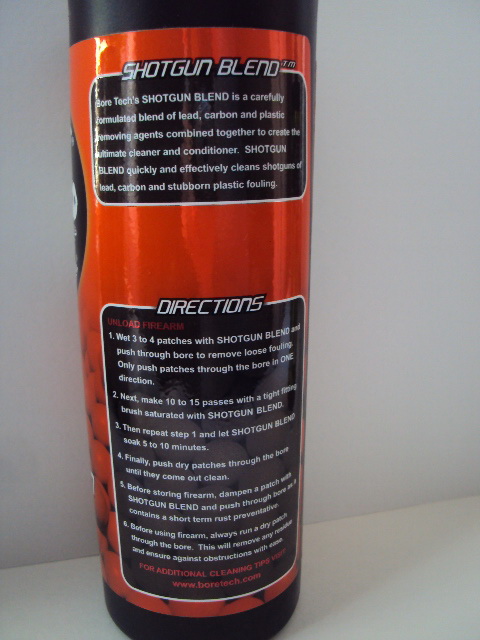 SHOTGUN BLEND™
Bore Tech's SHOTGUN BLEND is a carefully
formulated blend of lead, carbon and plastic
removing agents combined together to create the
ultimate cleaner and conditioner. SHOTGUN
BLEND quickly and effectively cleans shotguns of
lead, carbon and stubborn plastic fouling.
DIRECTIONS
UNLOAD FIREARM
1. Wet 3 to 4 patches with SHOTGUN BLEND and
push through bore to remove loose fouling.
Only push patches through the bore in ONE
direction.
2. Next, make 10 to 15 passes with a tight fitting
brush saturated with SHOTGUN BLEND.
3. Then repeat step 1 and let SHOTGUN BLEND
soak 5 to 10 minutes.
4. Finally, push dry patches through the bore
until they come out clean.
5. Before storing firearm, dampen a patch with
SHOTGUN BLEND and push through bore as a
contains a short term rust preventative.
6. Before using firearm, always run a dry patch
through the bore. This will remove any residue
and ensure against obstructions with ease.
FOR ADDITIONAL CLEANING TIPS VISIT
www.boretech.com